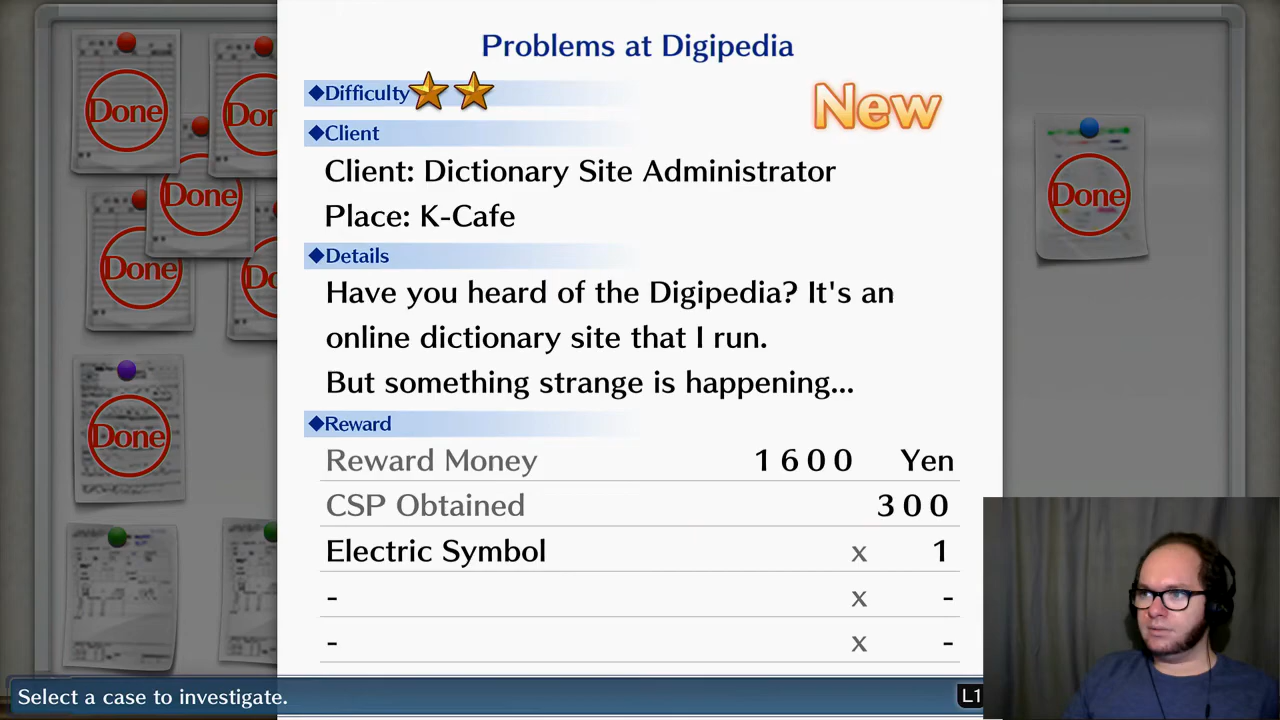 Problems at Digipedia
◆Difficulty
New
◆Client
Client: Dictionary Site Administrator
Place: K-Cafe
◆Details
Have you heard of the Digipedia? It's an
online dictionary site that I run.
But something strange is happening...
◆Reward
Reward Money 1600 Yen
CSP Obtained 300
Electric Symbol x 1
- x -
- x -
Done
Done
Done
Done
Done
Done
Select a case to investigate.
L1